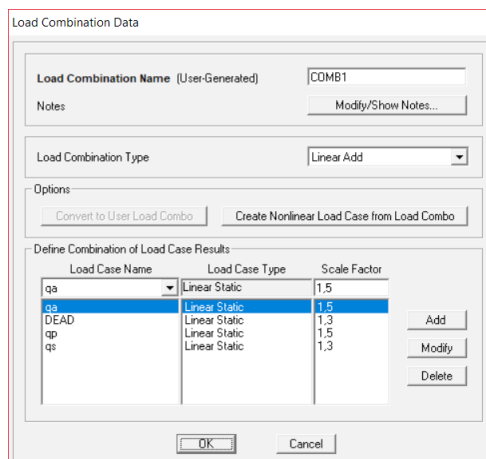 Load Combination Data
Load Combination Name (User-Generated) COMB1
Notes Modify/Show Notes...
Load Combination Type Linear Add
Options
Convert to User Load Combo Create Nonlinear Load Case from Load Combo
Define Combination of Load Case Results
Load Case Name Load Case Type Scale Factor
qa Linear Static 1,5
qa Linear Static 1,5
DEAD Linear Static 1,3
qp Linear Static 1,5
qs Linear Static 1,3
Add
Modify
Delete
OK Cancel